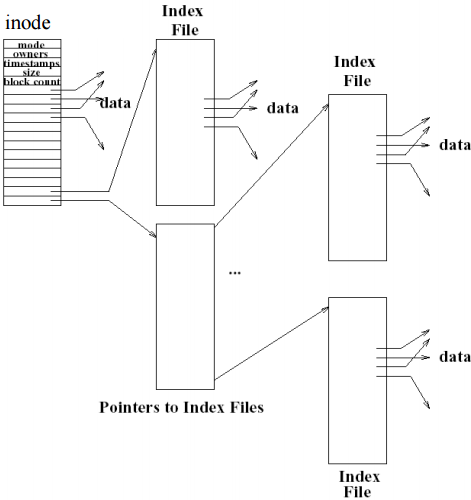 inode
Index
File
mode
owners
timestamps
size
block count
data
data
Index
File
data
...
Pointers to Index Files
data
Index
File